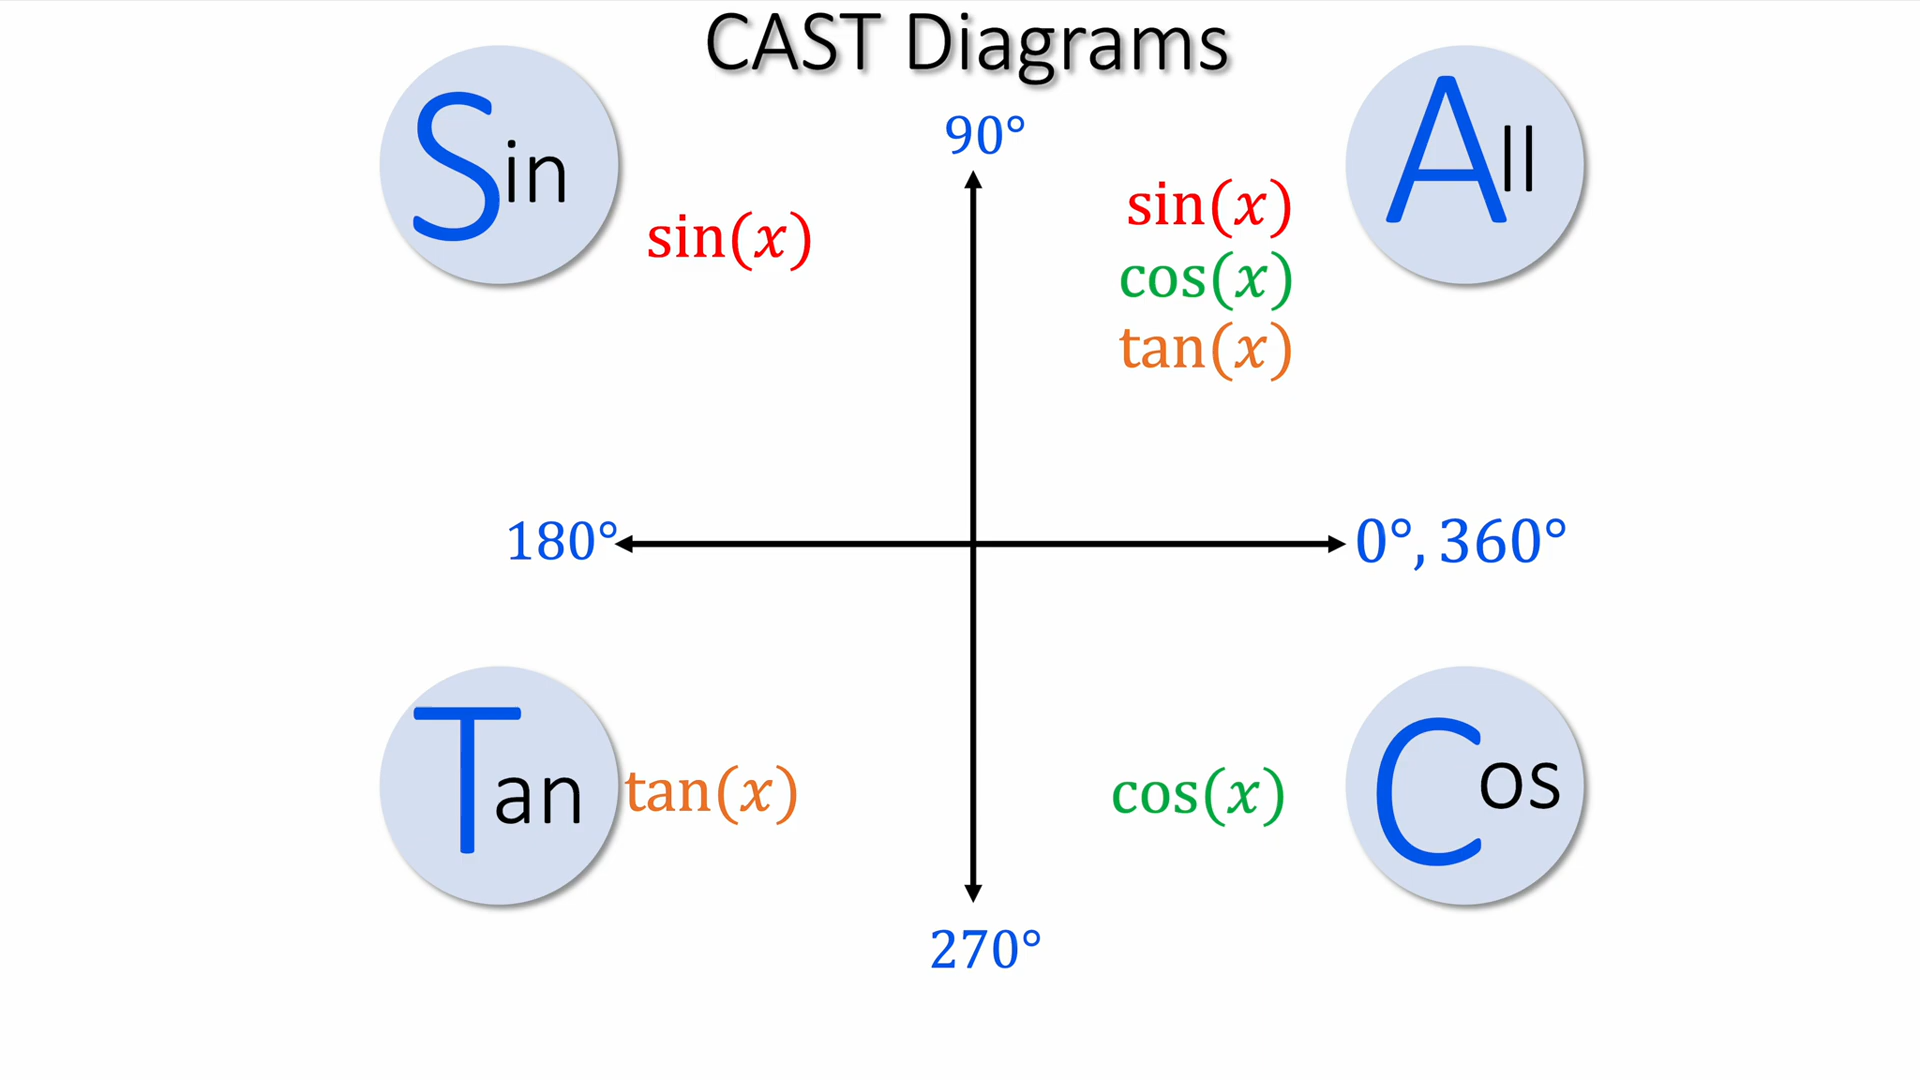 CAST Diagrams
Sin
All
90°
sin(x)
sin(x)
cos(x)
tan(x)
180°
0°, 360°
Tan
tan(x)
cos(x)
Cos
270°